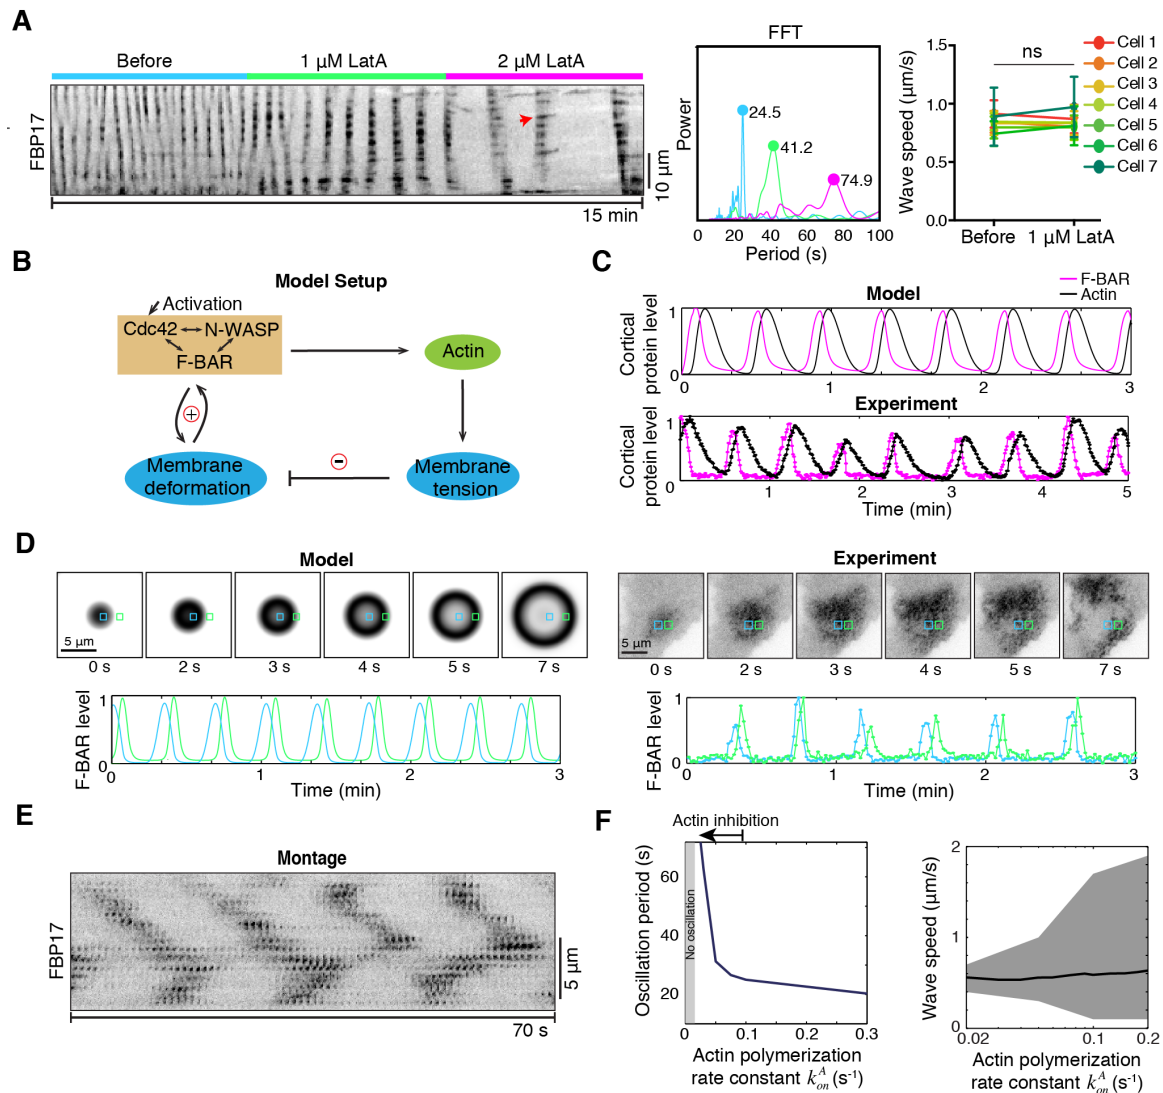 A
Before
1 µM LatA
2 µM LatA
FBP17
10 µm
15 min
FFT
Power
24.5
41.2
74.9
0 20 40 60 80 100
Period (s)
Wave speed (µm/s)
1.5
1.0
0.5
0.0
ns
Before 1 µM LatA
Cell 1
Cell 2
Cell 3
Cell 4
Cell 5
Cell 6
Cell 7
B
Model Setup
Activation
Cdc42 N-WASP
F-BAR
Actin
+
-
Membrane
deformation
Membrane
tension
C
F-BAR
Actin
Model
Cortical
protein level
1
0
0 1 2 3
Experiment
Cortical
protein level
1
0
1 2 3 4 5
Time (min)
D
Model
5 µm
0 s 2 s 3 s 4 s 5 s 7 s
F-BAR level
1
0
0 1 2 3
Time (min)
Experiment
5 µm
0 s 2 s 3 s 4 s 5 s 7 s
F-BAR level
1
0
0 1 2 3
Time (min)
E
Montage
FBP17
5 µm
70 s
F
Actin inhibition
Oscillation period (s)
60
40
20
No oscillation
0 0.1 0.2 0.3
Actin polymerization
rate constant k_on^A (s⁻¹)
Wave speed (µm/s)
2
1
0
0.02 0.1 0.2
Actin polymerization
rate constant k_on^A (s⁻¹)